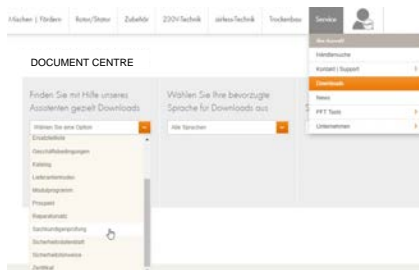 Mischen | Fördern Rotor/Stator Zubehör 230V-Technik airless-Technik Trockenbau Service
Händlersuche
Kontakt | Support
Downloads
News
PFT Tools
Unternehmen
DOCUMENT CENTRE
Finden Sie mit Hilfe unseres
Assistenten gezielt Downloads
Wählen Sie eine Option
Ersatzteilliste
Geschäftsbedingungen
Katalog
Lieferantenkodex
Modulprogramm
Prospekt
Reparatursatz
Sachkundigenprüfung
Sicherheitsdatenblatt
Sicherheitshinweise
Zertifikat
Wählen Sie Ihre bevorzugte
Sprache für Downloads aus
Alle Sprachen
S